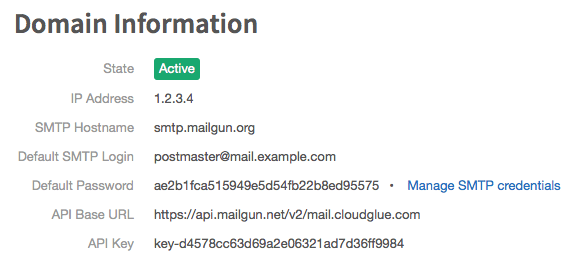 Domain Information
State Active
IP Address 1.2.3.4
SMTP Hostname smtp.mailgun.org
Default SMTP Login postmaster@mail.example.com
Default Password ae2b1fca515949e5d54fb22b8ed95575 • Manage SMTP credentials
API Base URL https://api.mailgun.net/v2/mail.cloudglue.com
API Key key-d4578cc63d69a2e06321ad7d36ff9984